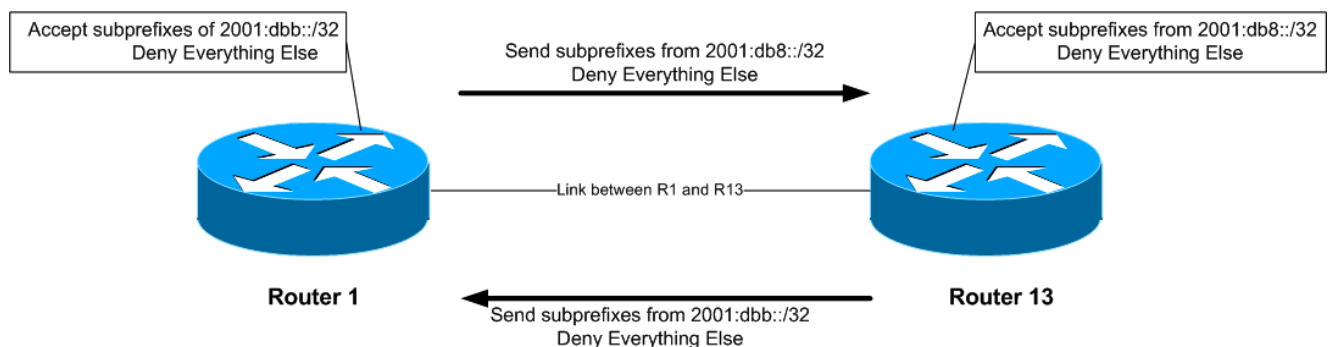 Accept subprefixes of 2001:dbb::/32
Deny Everything Else
Send subprefixes from 2001:db8::/32
Deny Everything Else
Accept subprefixes from 2001:db8::/32
Deny Everything Else
Link between R1 and R13
Router 1
Router 13
Send subprefixes from 2001:dbb::/32
Deny Everything Else